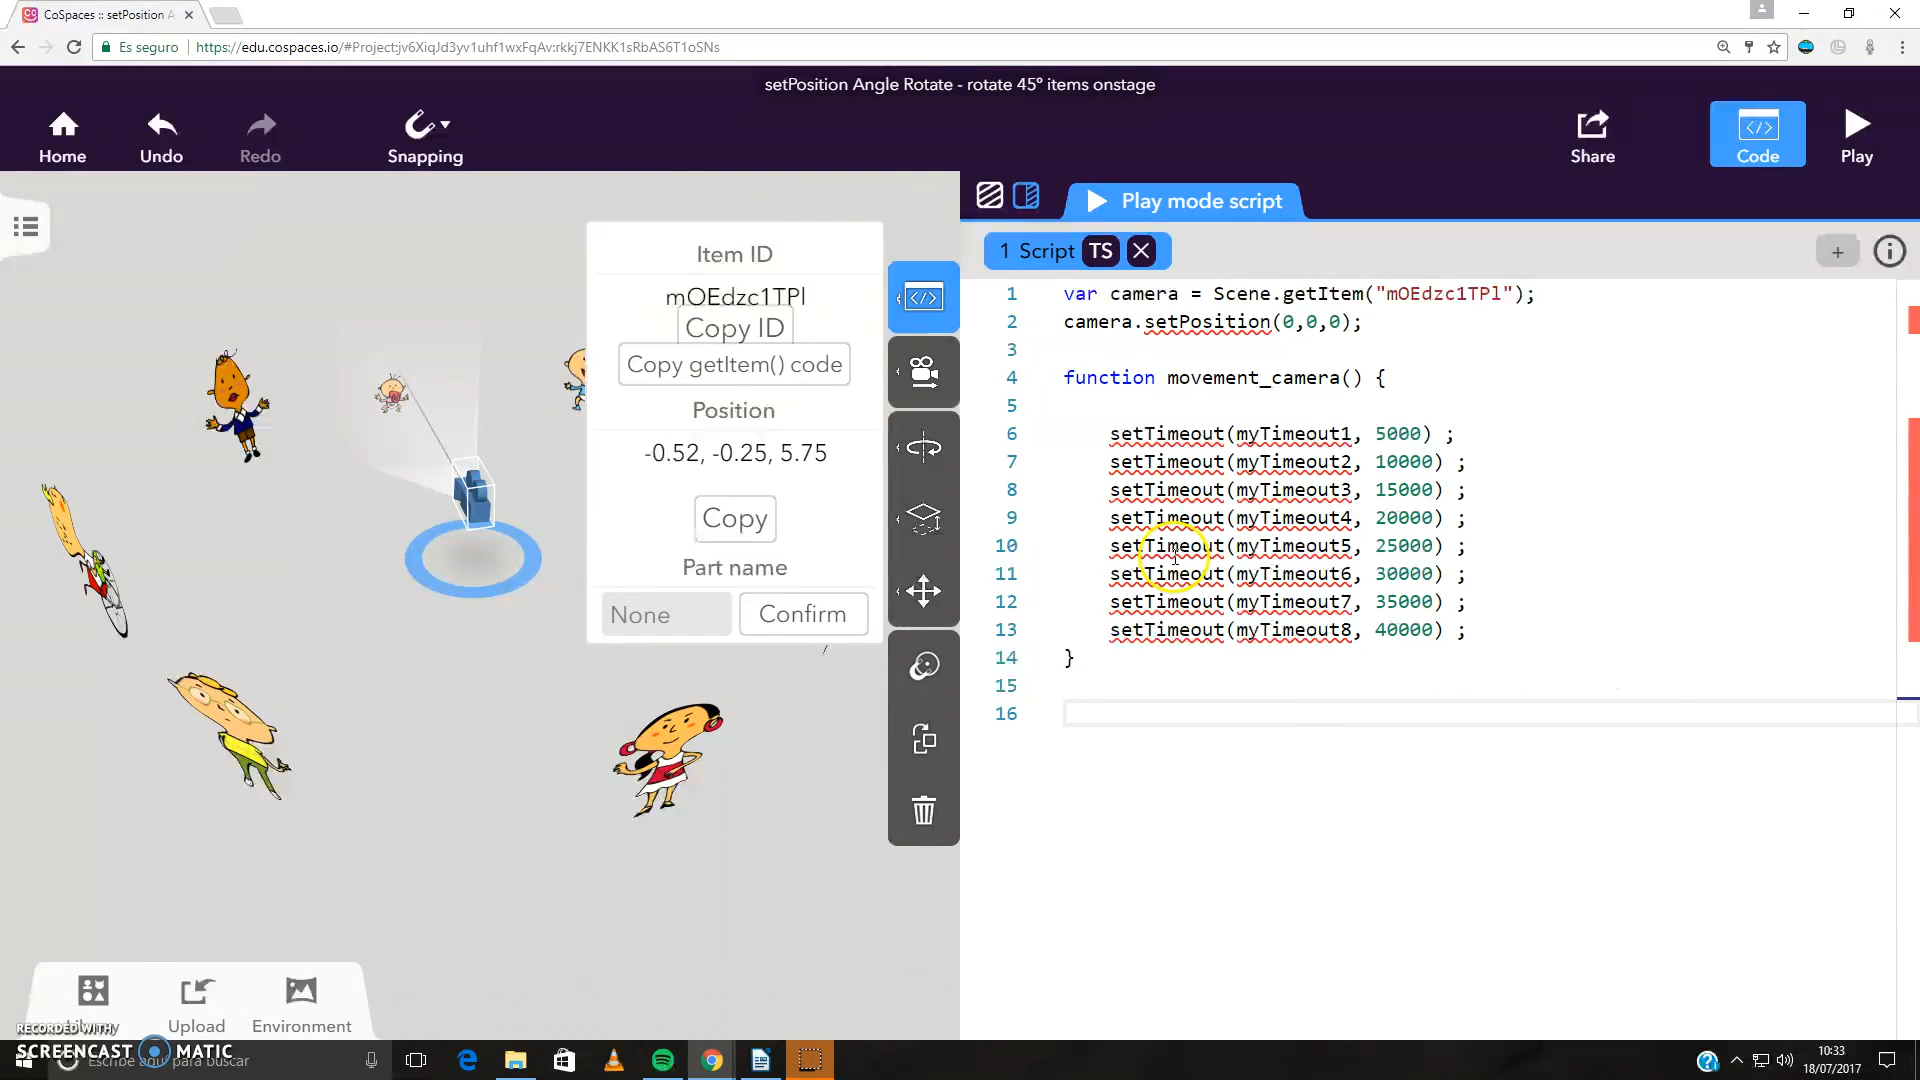 CoSpaces :: setPosition A
Es seguro
https://edu.cospaces.io/#Project:jv6XiqJd3yv1uhf1wxFqAv:rkkj7ENKK1sRbAS6T1oSNs
setPosition Angle Rotate - rotate 45º items onstage
Home
Undo
Redo
Snapping
Share
Code
Play
Play mode script
1 Script TS
Item ID
mOEdzc1TPl
Copy ID
Copy getItem() code
Position
-0.52, -0.25, 5.75
Copy
Part name
None
Confirm
1 var camera = Scene.getItem("mOEdzc1TPl");
2 camera.setPosition(0,0,0);
3
4 function movement_camera() {
5
6 setTimeout(myTimeout1, 5000) ;
7 setTimeout(myTimeout2, 10000) ;
8 setTimeout(myTimeout3, 15000) ;
9 setTimeout(myTimeout4, 20000) ;
10 setTimeout(myTimeout5, 25000) ;
11 setTimeout(myTimeout6, 30000) ;
12 setTimeout(myTimeout7, 35000) ;
13 setTimeout(myTimeout8, 40000) ;
14 }
15
16
Upload
Environment
RECORDED WITH
SCREENCAST MATIC
Escribe aquí para buscar
10:33
18/07/2017